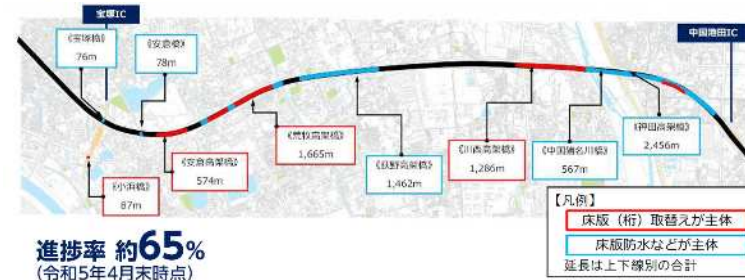 宝塚IC
中国池田IC
《宝塚橋》
76m
《安倉橋》
78m
《小浜橋》
87m
《安倉高架橋》
574m
《荒牧高架橋》
1,665m
《荻野高架橋》
1,462m
《川西高架橋》
1,286m
《中国猪名川橋》
567m
《神田高架橋》
2,456m
【凡例】
床版（桁）取替えが主体
床版防水などが主体
延長は上下線別の合計
進捗率 約65%
(令和5年4月末時点)